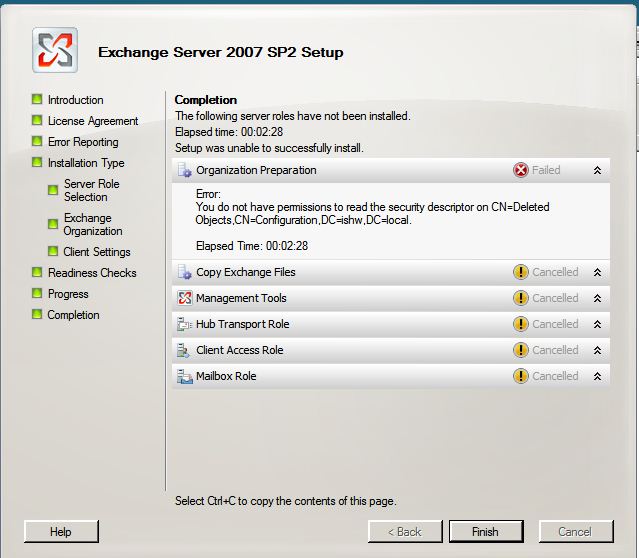 Exchange Server 2007 SP2 Setup
Introduction
License Agreement
Error Reporting
Installation Type
Server Role
Selection
Exchange
Organization
Client Settings
Readiness Checks
Progress
Completion
Completion
The following server roles have not been installed.
Elapsed time: 00:02:28
Setup was unable to successfully install.
Organization Preparation Failed
Error:
You do not have permissions to read the security descriptor on CN=Deleted
Objects,CN=Configuration,DC=ishw,DC=local.
Elapsed Time: 00:02:28
Copy Exchange Files Cancelled
Management Tools Cancelled
Hub Transport Role Cancelled
Client Access Role Cancelled
Mailbox Role Cancelled
Select Ctrl+C to copy the contents of this page.
Help < Back Finish Cancel